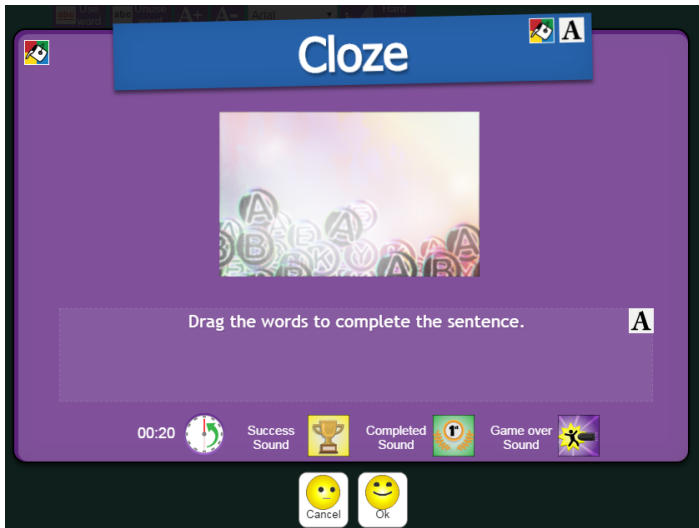 Cloze
Drag the words to complete the sentence.
00:20
Success
Sound
Completed
Sound
Game over
Sound
Cancel
Ok